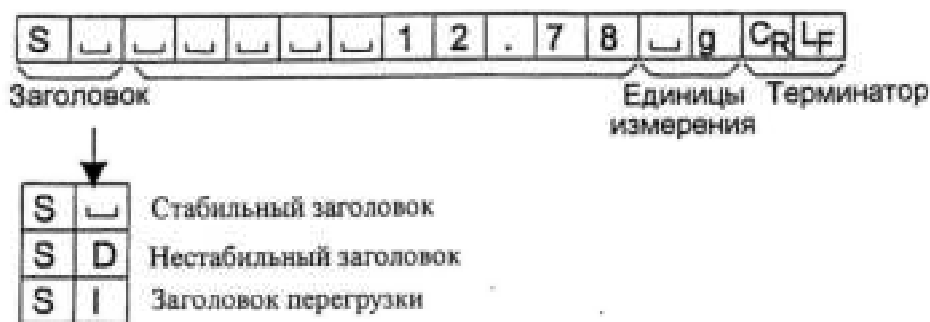 S ␣ ␣ ␣ ␣ ␣ ␣ 1 2 . 7 8 ␣ g CR LF
Заголовок Единицы измерения Терминатор
S ␣ Стабильный заголовок
S D Нестабильный заголовок
S I Заголовок перегрузки